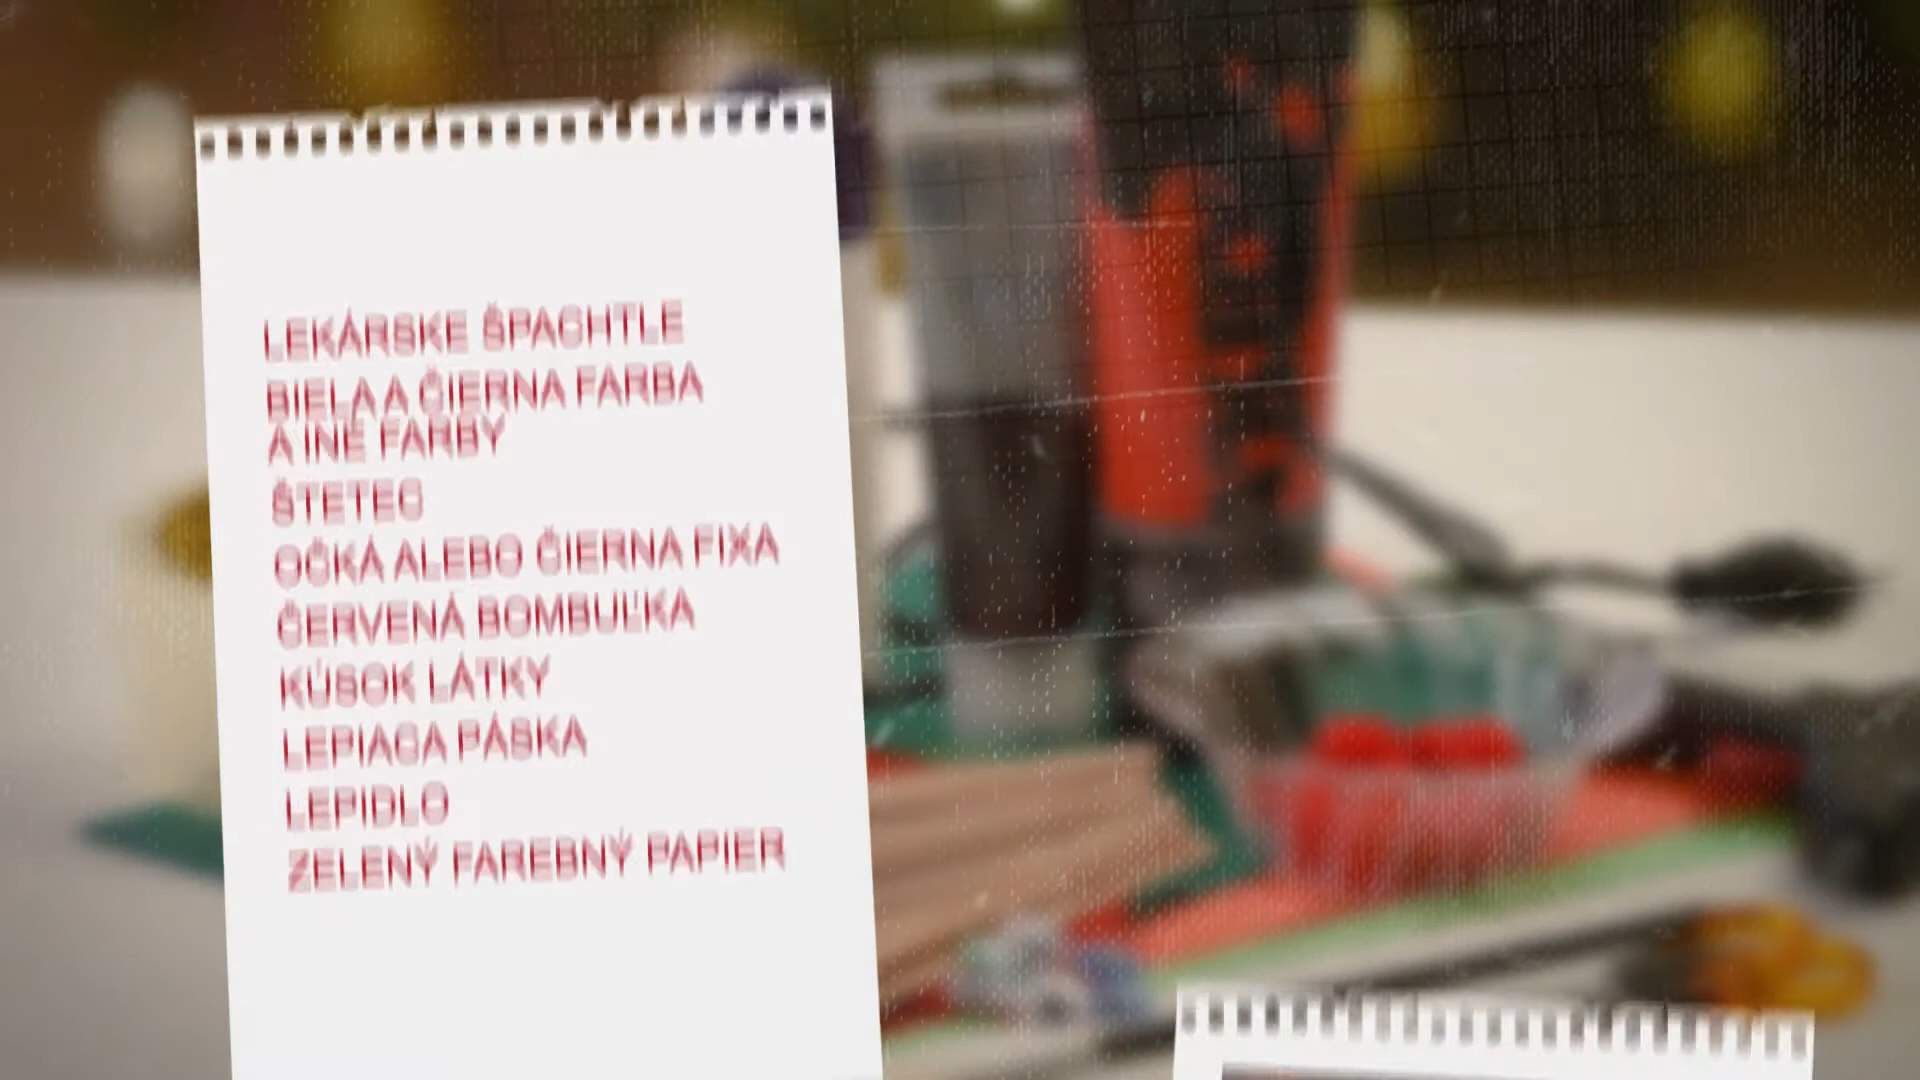 LEKÁRSKE ŠPACHTLE
BIELA A ČIERNA FARBA
A INÉ FARBY
ŠTETEC
OČKÁ ALEBO ČIERNA FIXA
ČERVENÁ BOMBUĽKA
KÚSOK LÁTKY
LEPIACA PÁSKA
LEPIDLO
ZELENÝ FAREBNÝ PAPIER